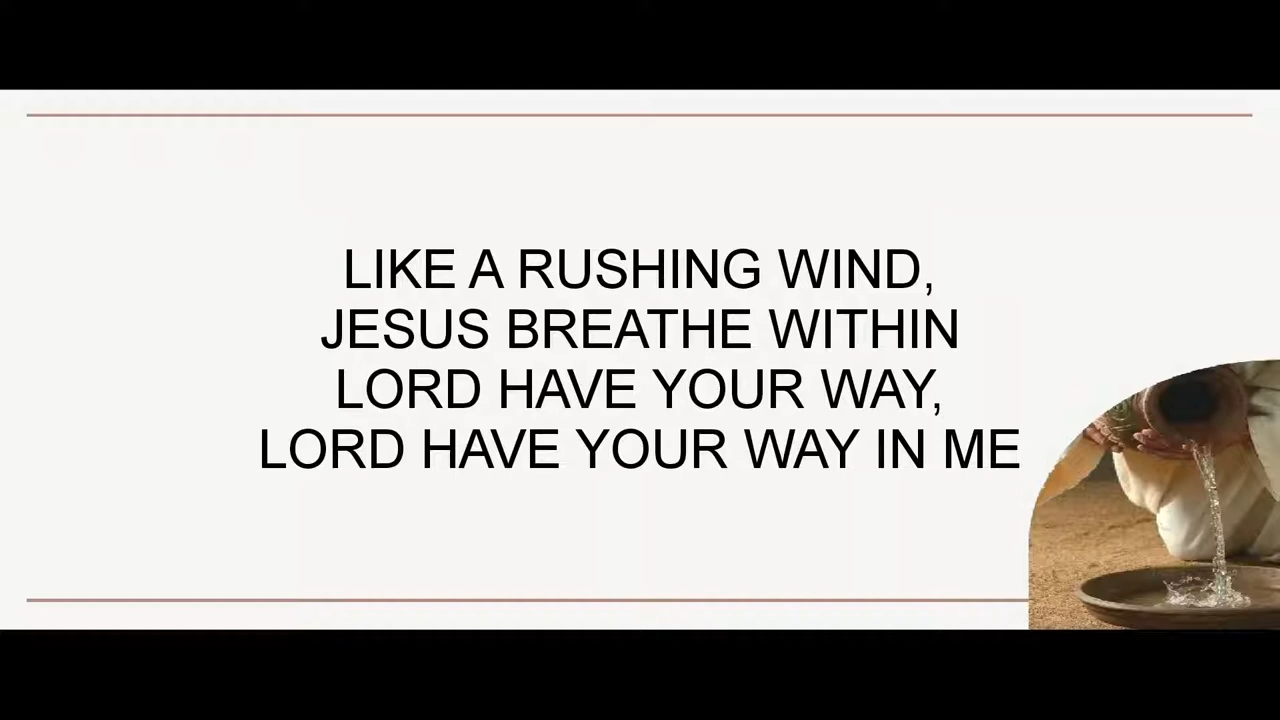 LIKE A RUSHING WIND,
JESUS BREATHE WITHIN
LORD HAVE YOUR WAY,
LORD HAVE YOUR WAY IN ME